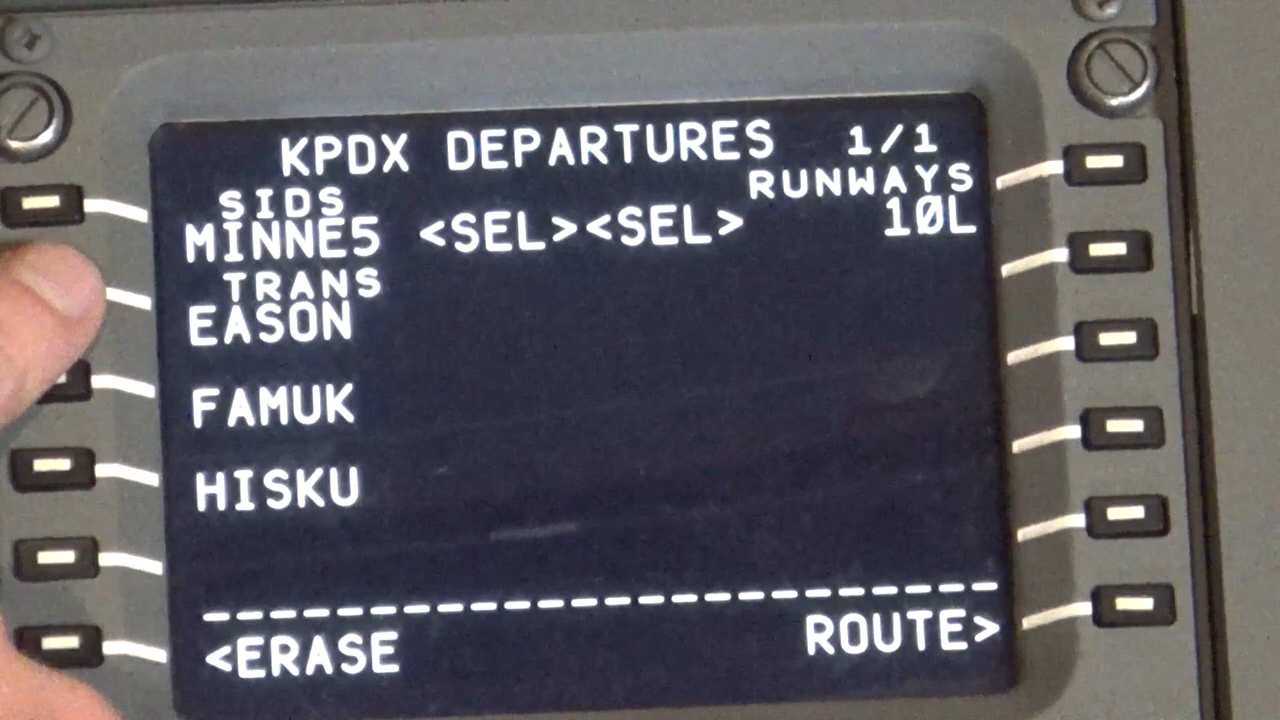 KPDX DEPARTURES 1/1
SIDS RUNWAYS
MINNE5 <SEL><SEL> 10L
TRANS
EASON
FAMUK
HISKU
--------------------------
<ERASE ROUTE>